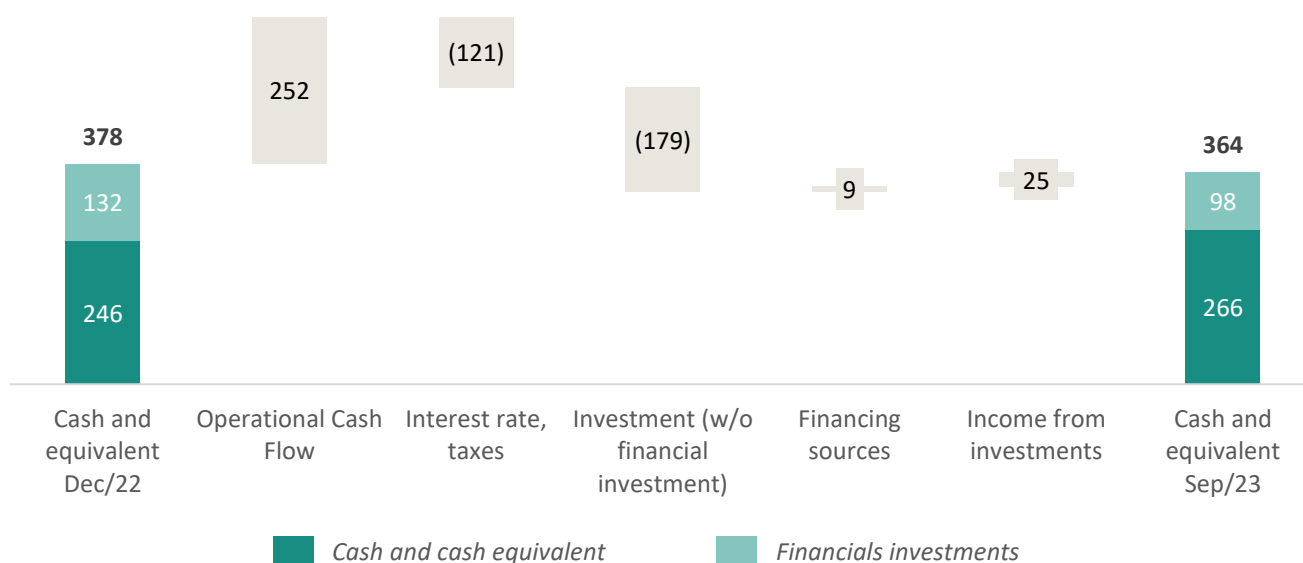 378
132
246
252
(121)
(179)
9
25
364
98
266
Cash and
equivalent
Dec/22
Operational Cash
Flow
Interest rate,
taxes
Investment (w/o
financial
investment)
Financing
sources
Income from
investments
Cash and
equivalent
Sep/23
Cash and cash equivalent
Financials investments